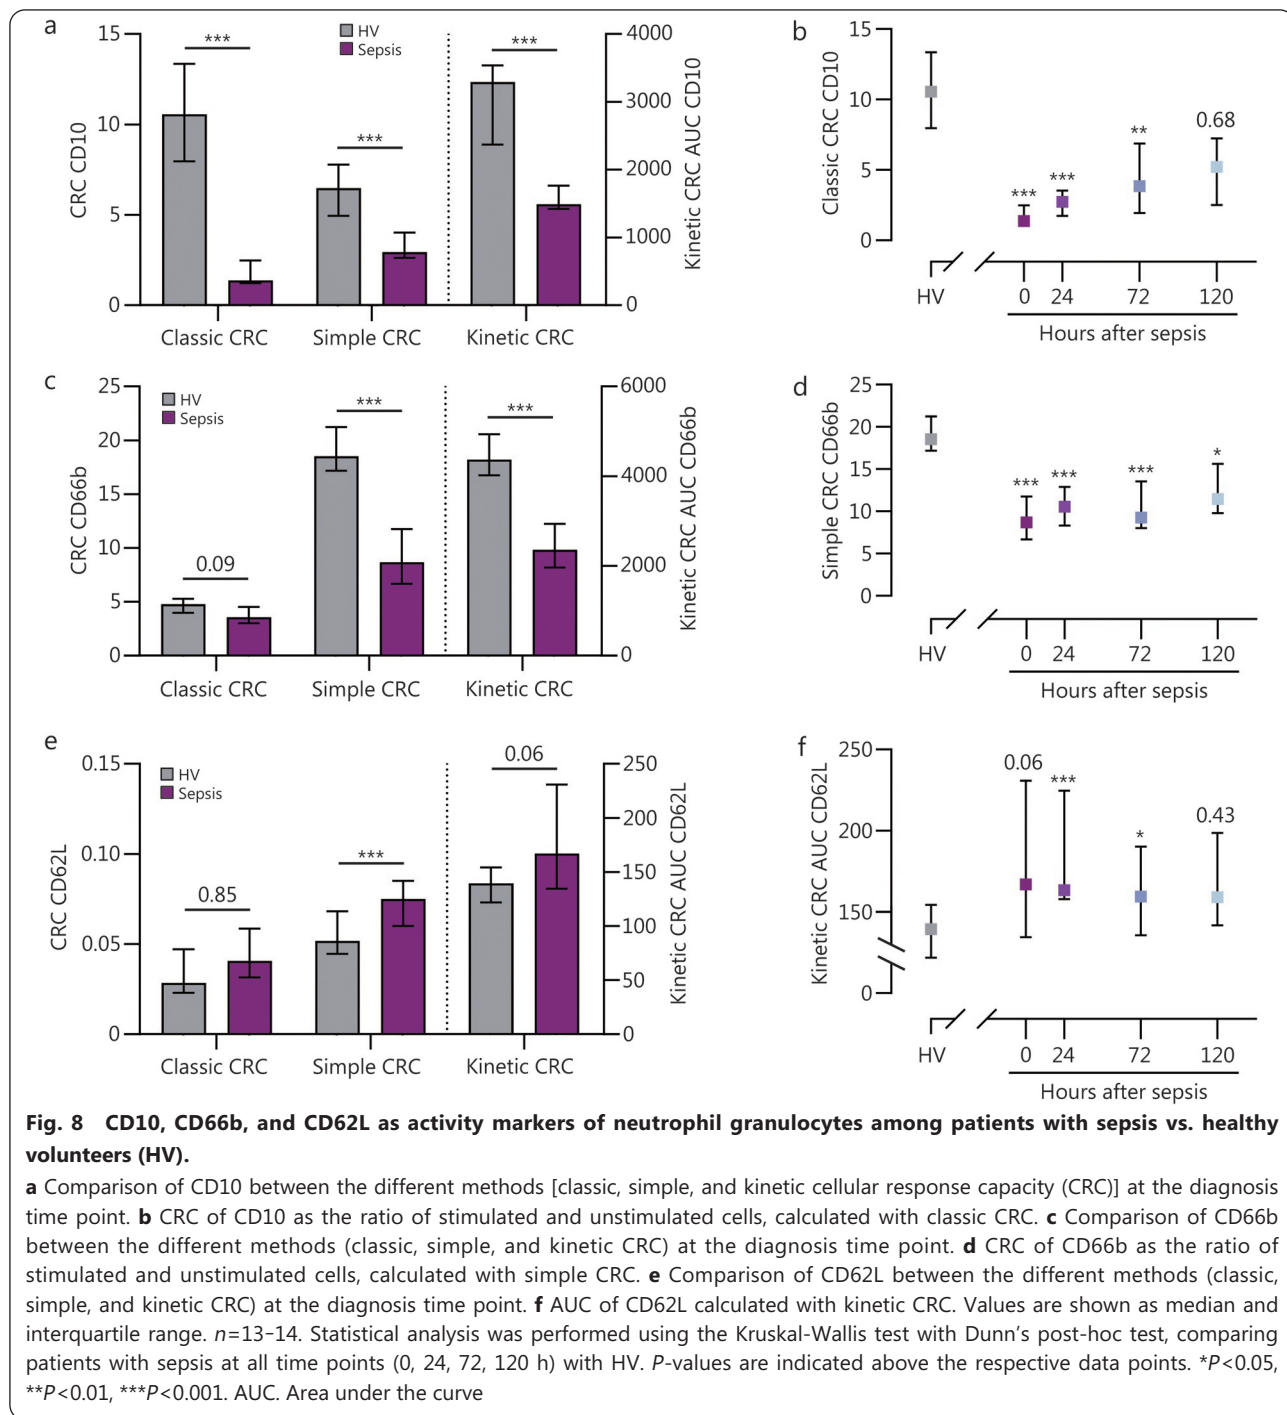 a
15
10
5
0
CRC CD10
***
***
***
HV
Sepsis
4000
3000
2000
1000
0
Kinetic CRC AUC CD10
Classic CRC
Simple CRC
Kinetic CRC
b
15
10
5
0
Classic CRC CD10
***
***
**
0.68
HV
0
24
72
120
Hours after sepsis
c
25
20
15
10
5
0
CRC CD66b
HV
Sepsis
0.09
***
***
6000
4000
2000
0
Kinetic CRC AUC CD66b
Classic CRC
Simple CRC
Kinetic CRC
d
25
20
15
10
5
0
Simple CRC CD66b
***
***
***
*
HV
0
24
72
120
Hours after sepsis
e
0.15
0.10
0.05
0
CRC CD62L
HV
Sepsis
0.85
***
0.06
250
200
150
100
50
0
Kinetic CRC AUC CD62L
Classic CRC
Simple CRC
Kinetic CRC
f
250
200
150
0
Kinetic CRC AUC CD62L
0.06
***
*
0.43
HV
0
24
72
120
Hours after sepsis
Fig. 8 CD10, CD66b, and CD62L as activity markers of neutrophil granulocytes among patients with sepsis vs. healthy
volunteers (HV).
a Comparison of CD10 between the different methods [classic, simple, and kinetic cellular response capacity (CRC)] at the diagnosis
time point. b CRC of CD10 as the ratio of stimulated and unstimulated cells, calculated with classic CRC. c Comparison of CD66b
between the different methods (classic, simple, and kinetic CRC) at the diagnosis time point. d CRC of CD66b as the ratio of
stimulated and unstimulated cells, calculated with simple CRC. e Comparison of CD62L between the different methods (classic,
simple, and kinetic CRC) at the diagnosis time point. f AUC of CD62L calculated with kinetic CRC. Values are shown as median and
interquartile range. n=13-14. Statistical analysis was performed using the Kruskal-Wallis test with Dunn's post-hoc test, comparing
patients with sepsis at all time points (0, 24, 72, 120 h) with HV. P-values are indicated above the respective data points. *P<0.05,
**P<0.01, ***P<0.001. AUC. Area under the curve